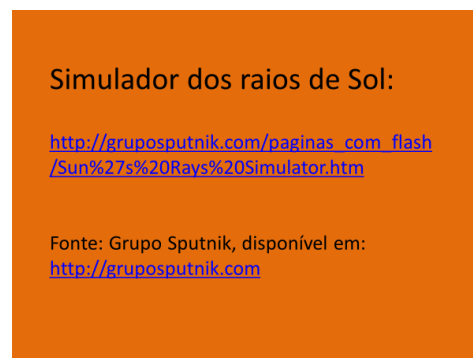 Simulador dos raios de Sol:
http://gruposputnik.com/paginas_com_flash
/Sun%27s%20Rays%20Simulator.htm
Fonte: Grupo Sputnik, disponível em:
http://gruposputnik.com